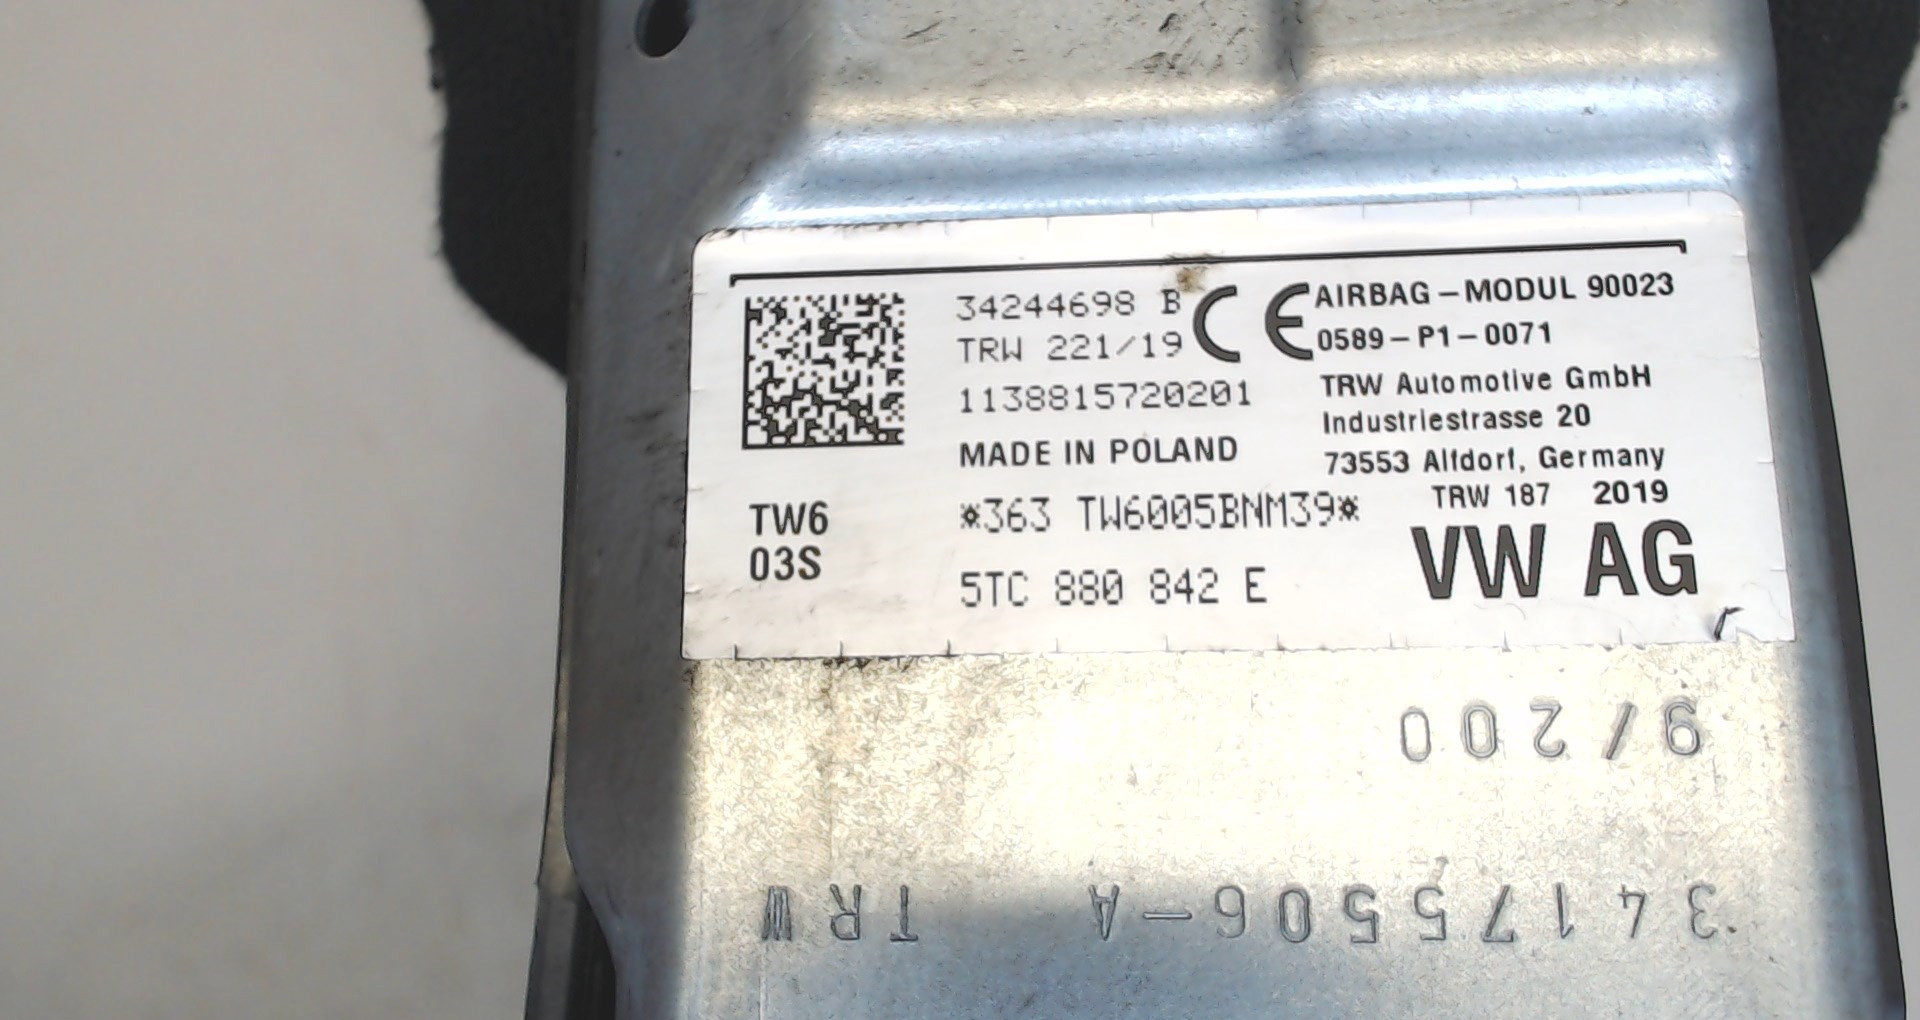 34244698 B
TRW 221/19
1138815720201
MADE IN POLAND
CE
AIRBAG-MODUL 90023
0589-P1-0071
TRW Automotive GmbH
Industriestrasse 20
73553 Alfdorf, Germany
TRW 187 2019
TW6
03S
*363 TW6005BNM39*
5TC 880 842 E
VW AG
34175506-A TRW
9/200